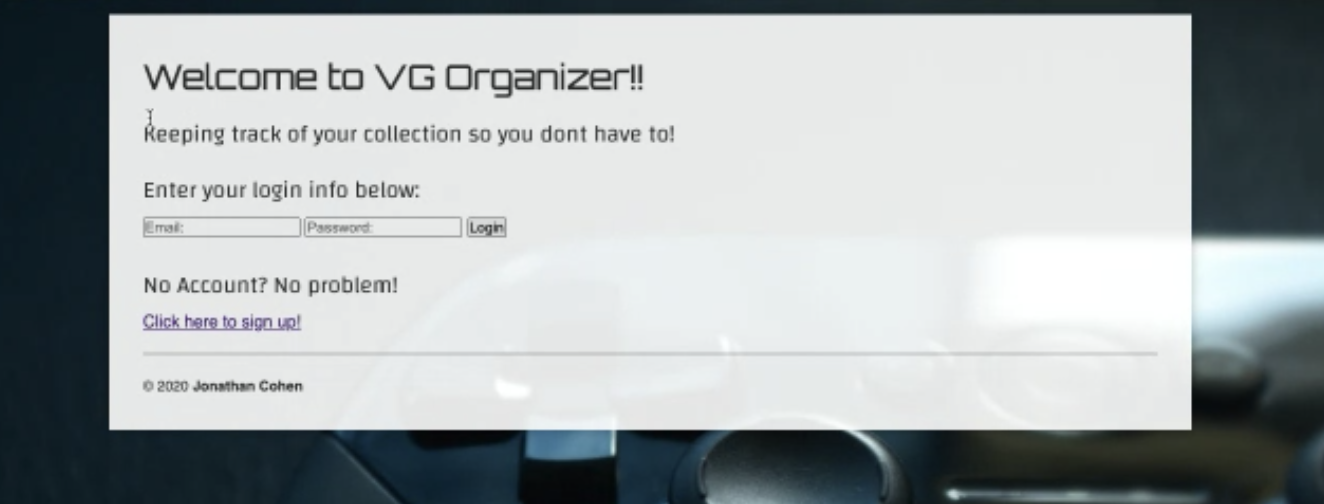 Welcome to VG Organizer!!
Keeping track of your collection so you dont have to!
Enter your login info below:
Email: Password: Login
No Account? No problem!
Click here to sign up!
© 2020 Jonathan Cohen